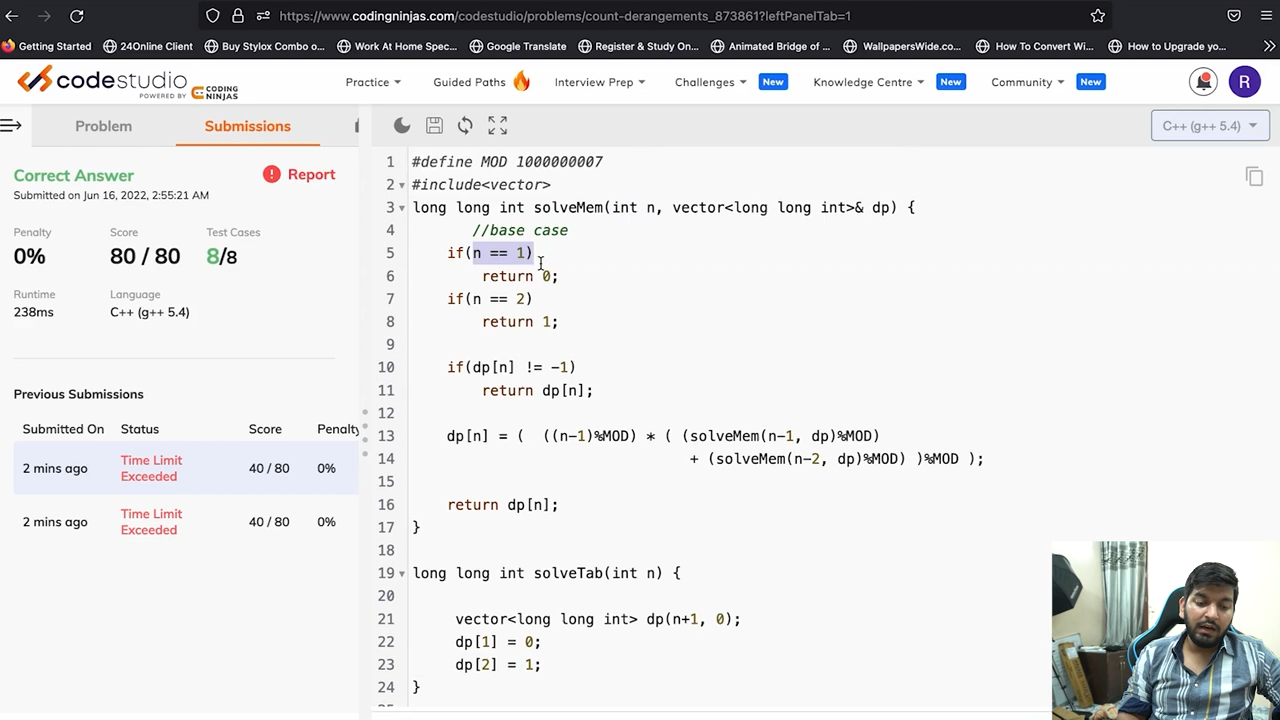 https://www.codingninjas.com/codestudio/problems/count-derangements_873861?leftPanelTab=1
Getting Started
24Online Client
Buy Stylox Combo o...
Work At Home Spec...
Google Translate
Register & Study On...
Animated Bridge of ...
WallpapersWide.co...
How To Convert Wi...
How to Upgrade yo...
codestudio
POWERED BY CODING NINJAS
Practice
Guided Paths
Interview Prep
Challenges
New
Knowledge Centre
New
Community
New
R
Problem
Submissions
C++ (g++ 5.4)
Correct Answer
Report
Submitted on Jun 16, 2022, 2:55:21 AM
Penalty
Score
Test Cases
0%
80 / 80
8/8
Runtime
Language
238ms
C++ (g++ 5.4)
Previous Submissions
Submitted On
Status
Score
Penalty
2 mins ago
Time Limit Exceeded
40 / 80
0%
2 mins ago
Time Limit Exceeded
40 / 80
0%
1 #define MOD 1000000007
2 #include<vector>
3 long long int solveMem(int n, vector<long long int>& dp) {
4 //base case
5 if(n == 1)
6 return 0;
7 if(n == 2)
8 return 1;
9
10 if(dp[n] != -1)
11 return dp[n];
12
13 dp[n] = ( ((n-1)%MOD) * ( (solveMem(n-1, dp)%MOD)
14 + (solveMem(n-2, dp)%MOD) )%MOD );
15
16 return dp[n];
17 }
18
19 long long int solveTab(int n) {
20
21 vector<long long int> dp(n+1, 0);
22 dp[1] = 0;
23 dp[2] = 1;
24 }